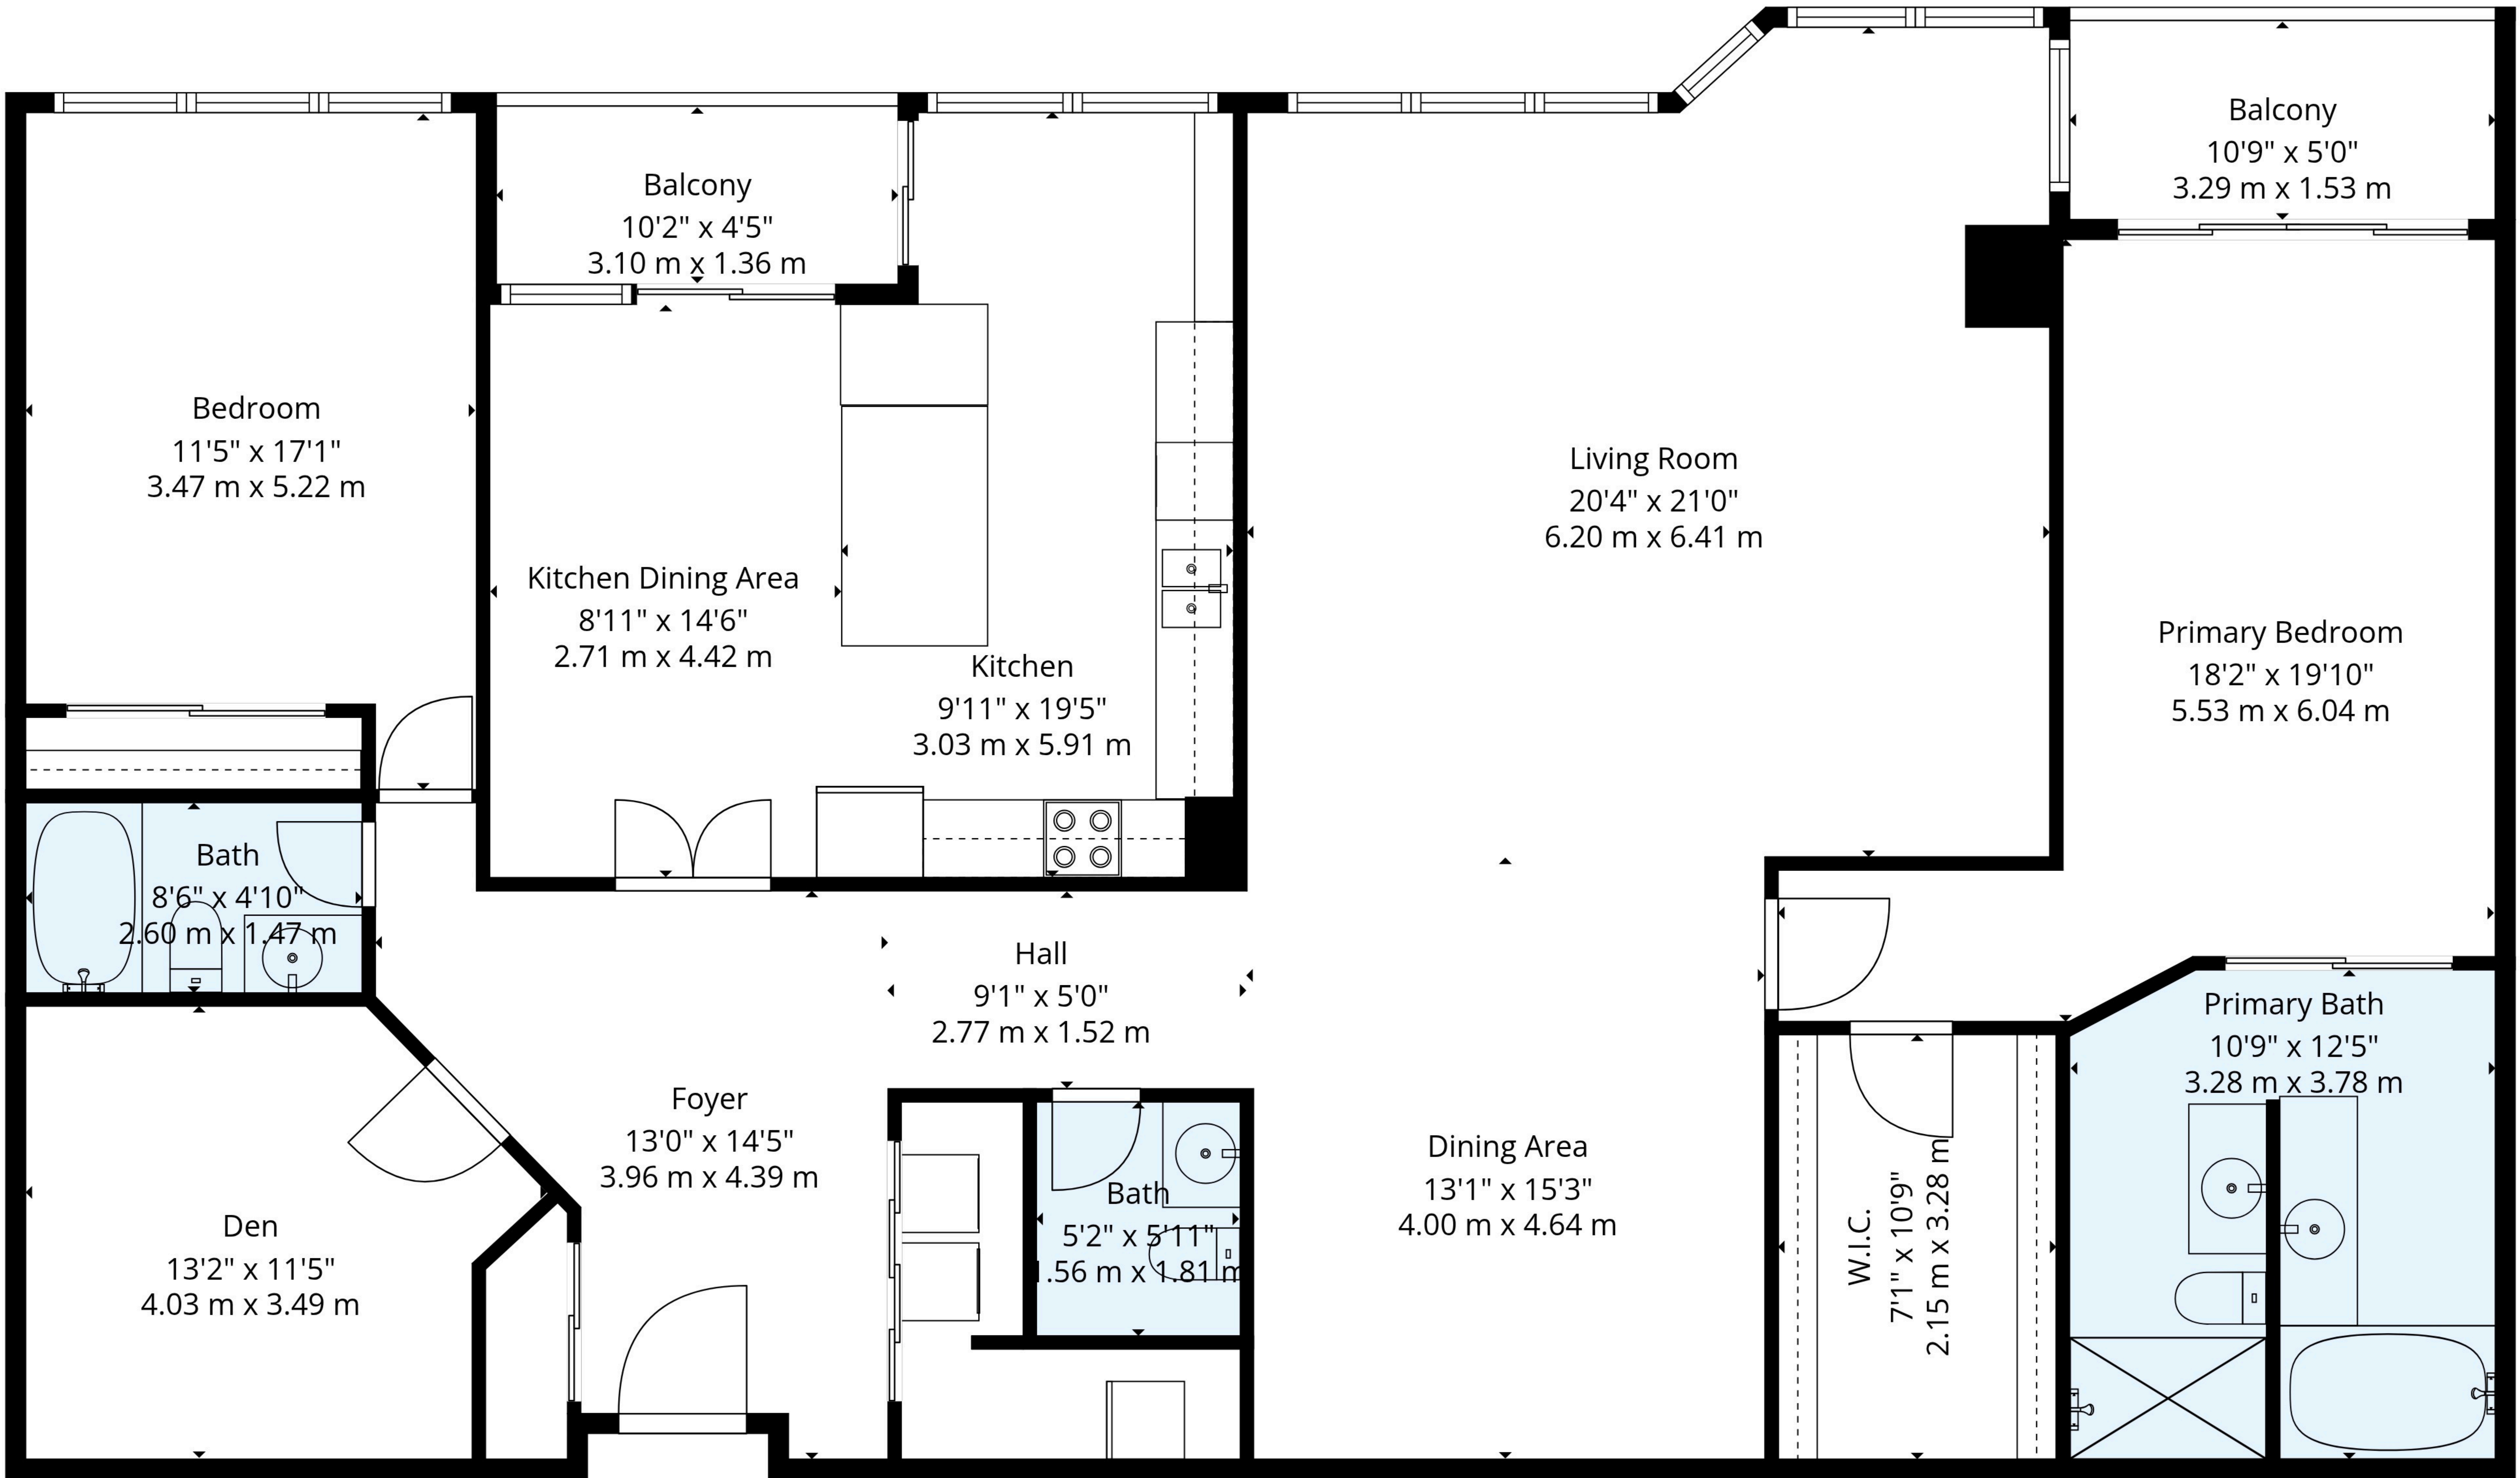 Balcony
10'9" x 5'0"
3.29 m x 1.53 m
Balcony
10'2" x 4'5"
3.10 m x 1.36 m
Bedroom
11'5" x 17'1"
3.47 m x 5.22 m
Living Room
20'4" x 21'0"
6.20 m x 6.41 m
Kitchen Dining Area
8'11" x 14'6"
2.71 m x 4.42 m
Kitchen
9'11" x 19'5"
3.03 m x 5.91 m
Primary Bedroom
18'2" x 19'10"
5.53 m x 6.04 m
Bath
8'6" x 4'10"
2.60 m x 1.47 m
Hall
9'1" x 5'0"
2.77 m x 1.52 m
Primary Bath
10'9" x 12'5"
3.28 m x 3.78 m
Foyer
13'0" x 14'5"
3.96 m x 4.39 m
Dining Area
13'1" x 15'3"
4.00 m x 4.64 m
Bath
5'2" x 5'11"
1.56 m x 1.81 m
W.I.C.
7'1" x 10'9"
2.15 m x 3.28 m
Den
13'2" x 11'5"
4.03 m x 3.49 m